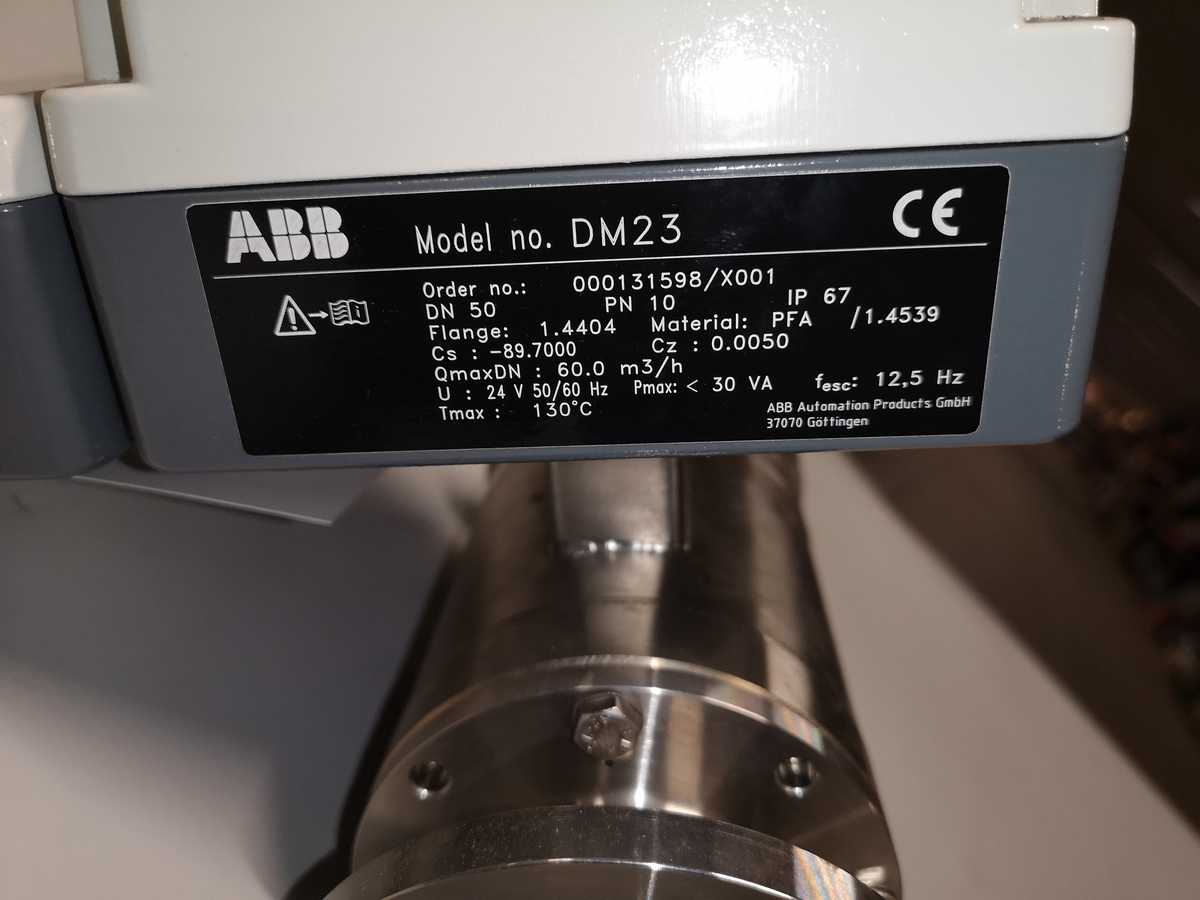 ABB Model no. DM23 CE
Order no.: 000131598/X001
DN 50 PN 10 IP 67
Flange: 1.4404 Material: PFA /1.4539
Cs : -89.7000 Cz : 0.0050
QmaxDN : 60.0 m3/h
U : 24 V 50/60 Hz Pmax: < 30 VA fesc: 12,5 Hz
Tmax : 130°C
ABB Automation Products GmbH
37070 Göttingen